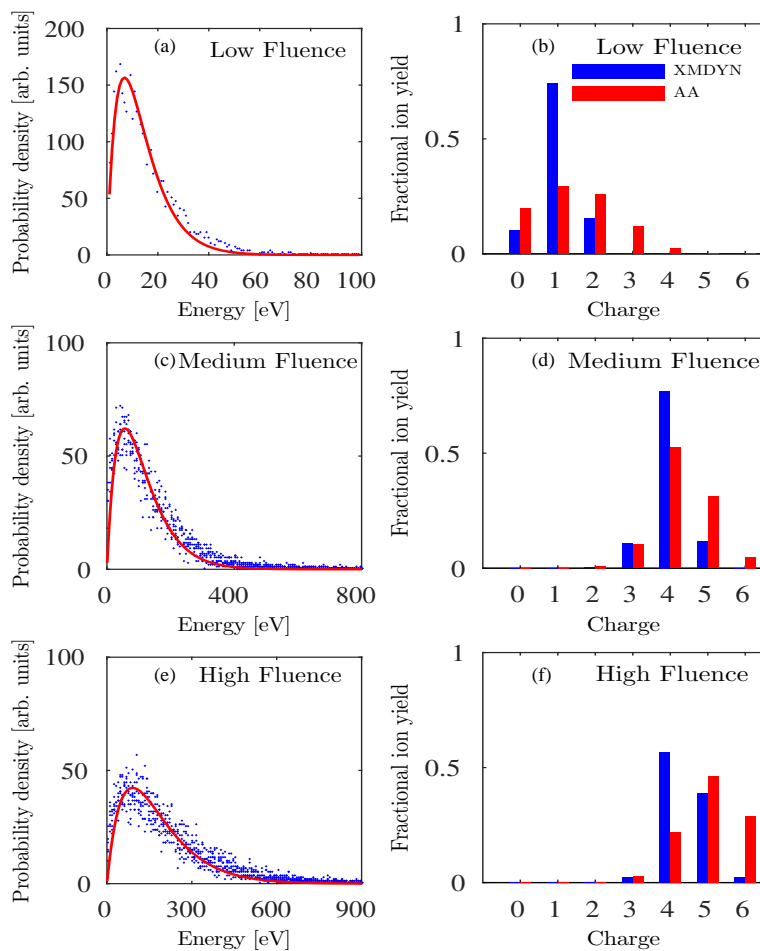 Probability density [arb. units]
200
150
100
50
0
(a)
Low Fluence
0 20 40 60 80 100
Energy [eV]
Fractional ion yield
1
0.5
0
(b)
Low Fluence
XMDYN
AA
0 1 2 3 4 5 6
Charge
Probability density [arb. units]
100
50
0
(c)
Medium Fluence
0 400 800
Energy [eV]
Fractional ion yield
1
0.5
0
(d)
Medium Fluence
0 1 2 3 4 5 6
Charge
Probability density [arb. units]
100
50
0
(e)
High Fluence
0 300 600 900
Energy [eV]
Fractional ion yield
1
0.5
0
(f)
High Fluence
0 1 2 3 4 5 6
Charge